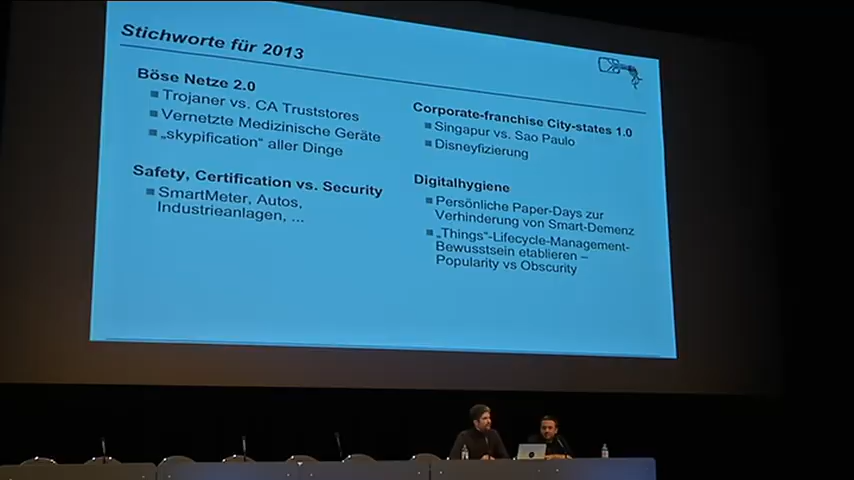 Stichworte für 2013
Böse Netze 2.0
Trojaner vs. CA Truststores
Vernetzte Medizinische Geräte
„skypification“ aller Dinge
Safety, Certification vs. Security
SmartMeter, Autos,
Industrieanlagen, ...
Corporate-franchise City-states 1.0
Singapur vs. Sao Paulo
Disneyfizierung
Digitalhygiene
Persönliche Paper-Days zur
Verhinderung von Smart-Demenz
„Things“-Lifecycle-Management-
Bewusstsein etablieren –
Popularity vs Obscurity